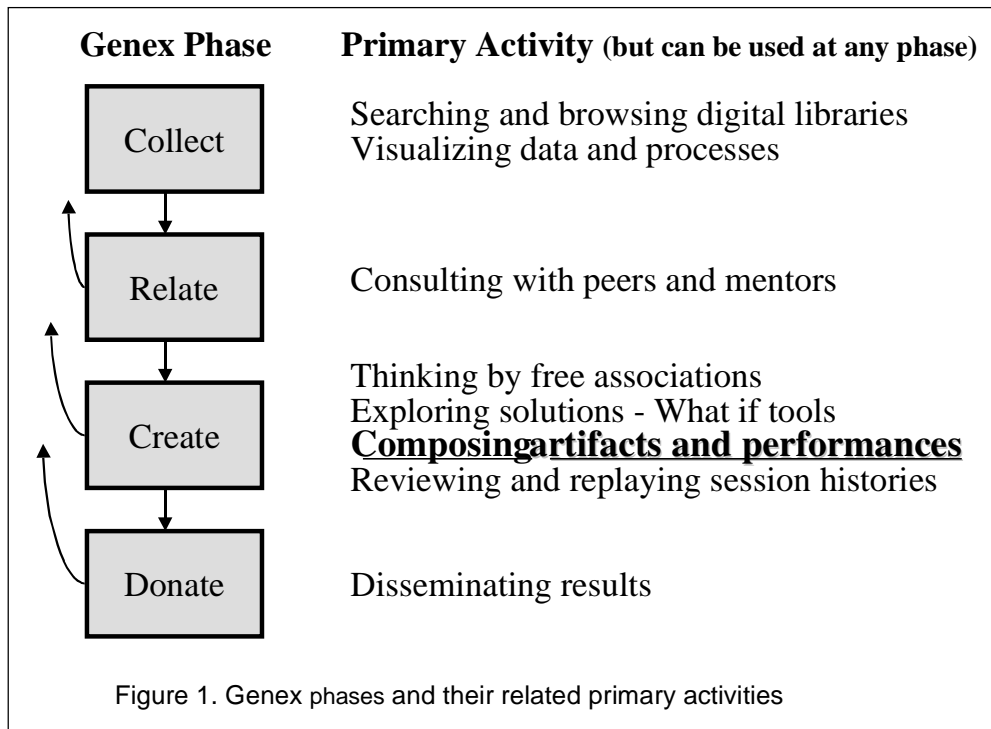 Genex Phase Primary Activity (but can be used at any phase)
Collect
Searching and browsing digital libraries
Visualizing data and processes
Relate
Consulting with peers and mentors
Create
Thinking by free associations
Exploring solutions - What if tools
Composingartifacts and performances
Reviewing and replaying session histories
Donate
Disseminating results
Figure 1. Genex phases and their related primary activities